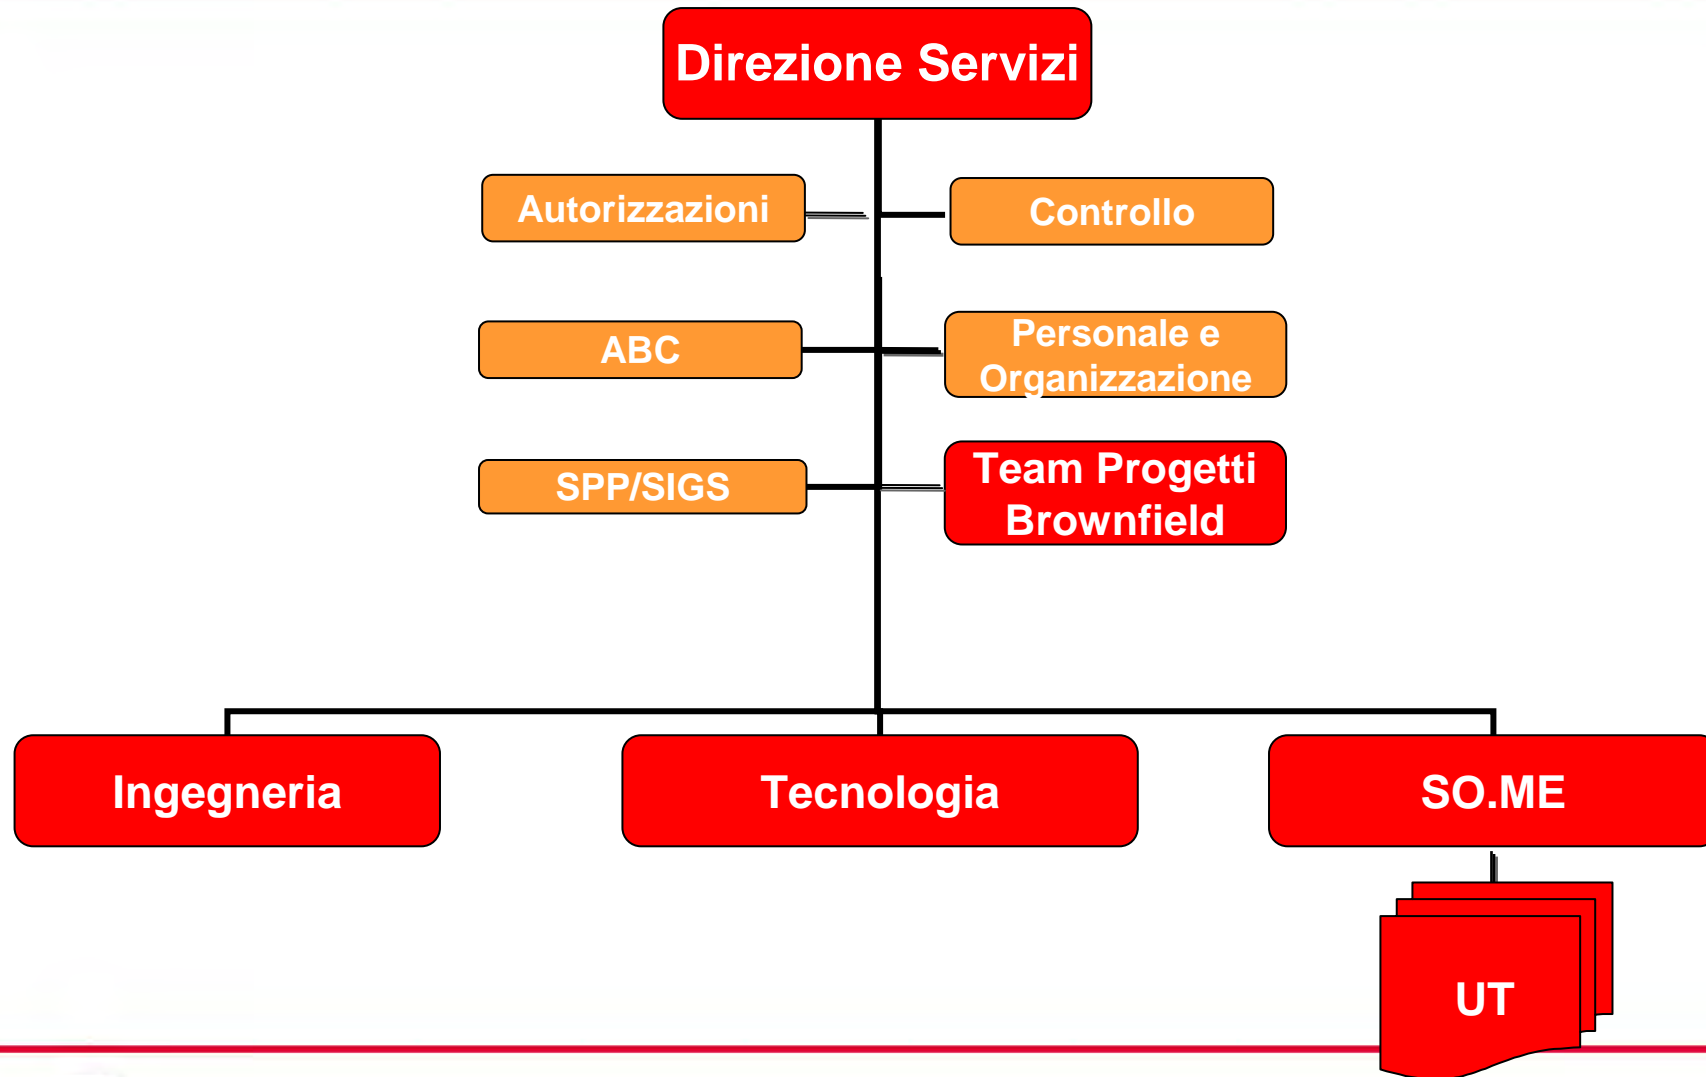 Direzione Servizi
Autorizzazioni
Controllo
ABC
Personale e
Organizzazione
SPP/SIGS
Team Progetti
Brownfield
Ingegneria
Tecnologia
SO.ME
UT